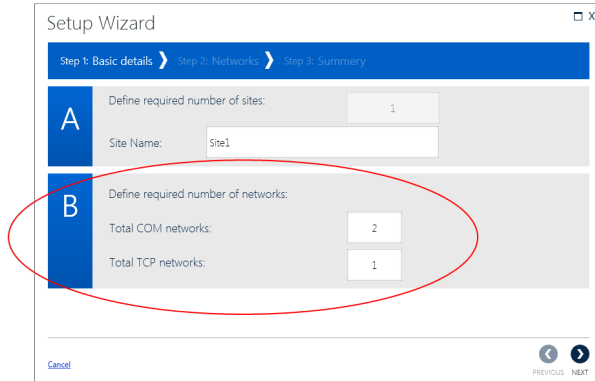 Setup Wizard
X
Step 1: Basic details ❯ Step 2: Networks ❯ Step 3: Summery
A
Define required number of sites:
1
Site Name:
Site1
B
Define required number of networks:
Total COM networks:
2
Total TCP networks:
1
Cancel
PREVIOUS NEXT